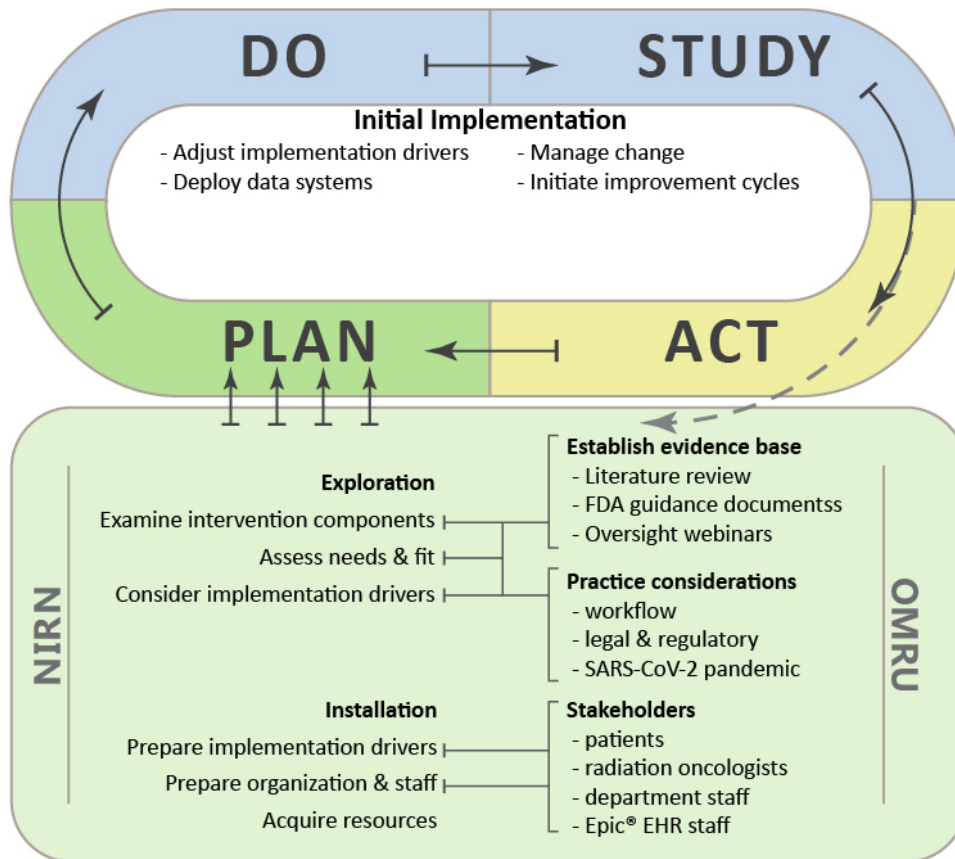 DO
STUDY
Initial Implementation
- Adjust implementation drivers
- Deploy data systems
- Manage change
- Initiate improvement cycles
PLAN
ACT
NIRN
Exploration
Examine intervention components
Assess needs & fit
Consider implementation drivers
Installation
Prepare implementation drivers
Prepare organization & staff
Acquire resources
Establish evidence base
- Literature review
- FDA guidance documentss
- Oversight webinars
Practice considerations
- workflow
- legal & regulatory
- SARS-CoV-2 pandemic
Stakeholders
- patients
- radiation oncologists
- department staff
- Epic® EHR staff
OMRU